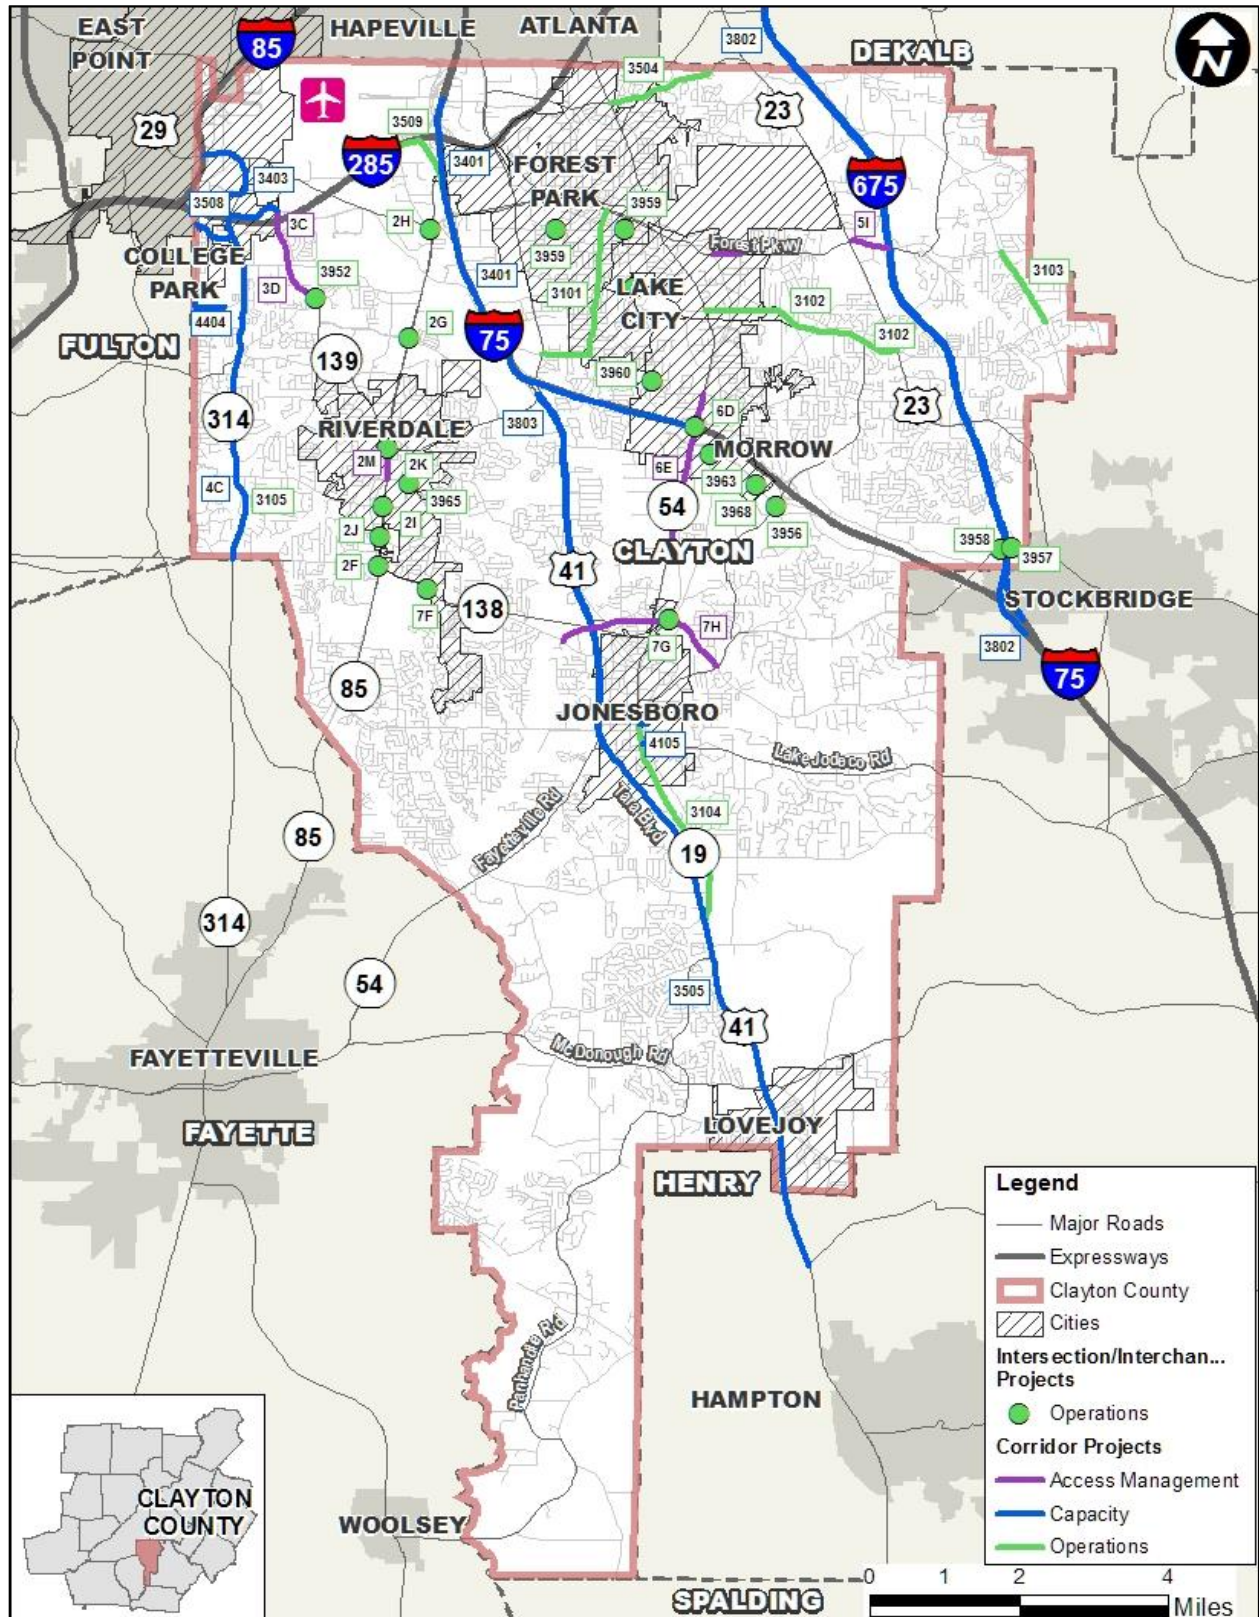 EAST
POINT
85
HAPEVILLE
ATLANTA
3802
DEKALB
N
3504
29
23
3509
285
3401
FOREST
PARK
675
3403
3508
3C
2H
3959
5I
Forest Pkwy
COLLEGE
PARK
3952
3959
3401
3103
3D
3101
LAKE
CITY
3102
4404
2G
75
3102
FULTON
139
3960
23
314
3803
6D
RIVERDALE
MORROW
2M
2K
6E
3963
4C
3105
3965
54
3968
2J
2I
3956
3958
3957
CLAYTON
2F
41
STOCKBRIDGE
7F
138
7G
7H
3802
75
85
JONESBORO
4105
Lake Jodeco Rd
Fayetteville Rd
Tara Blvd
3104
85
19
314
54
3505
41
FAYETTEVILLE
McDonough Rd
FAYETTE
LOVEJOY
HENRY
Panhandle Rd
HAMPTON
WOOLSEY
SPALDING
CLAYTON
COUNTY
Legend
Major Roads
Expressways
Clayton County
Cities
Intersection/Interchan...
Projects
Operations
Corridor Projects
Access Management
Capacity
Operations
0 1 2 4
Miles